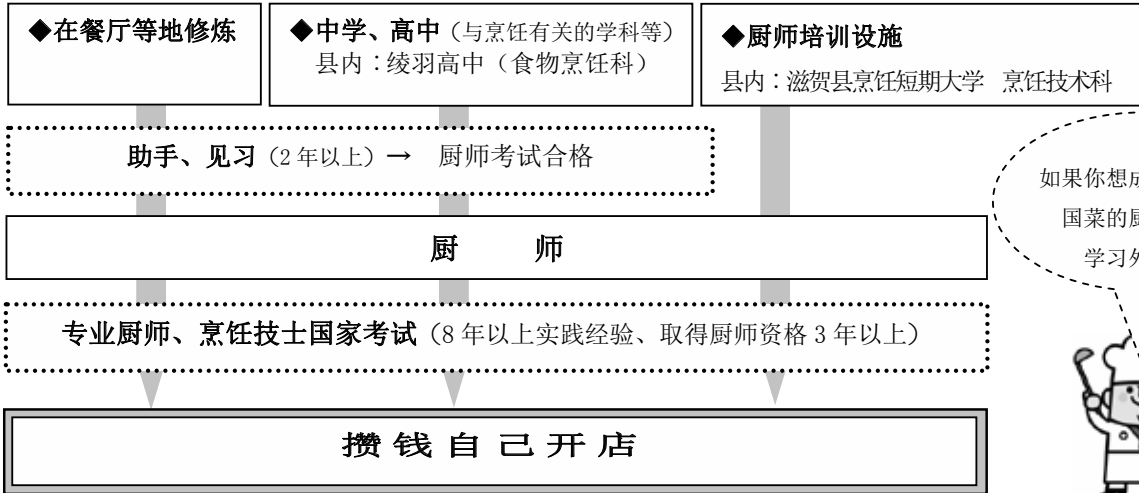 ◆在餐厅等地修炼
◆中学、高中（与烹饪有关的学科等）
县内：绫羽高中（食物烹饪科）
◆厨师培训设施
县内：滋贺县烹饪短期大学　烹饪技术科
助手、见习（2 年以上）→　厨师考试合格
如果你想成
国菜的厨
学习外
厨　　师
专业厨师、烹饪技士国家考试（8 年以上实践经验、取得厨师资格 3 年以上）
攒钱自己开店